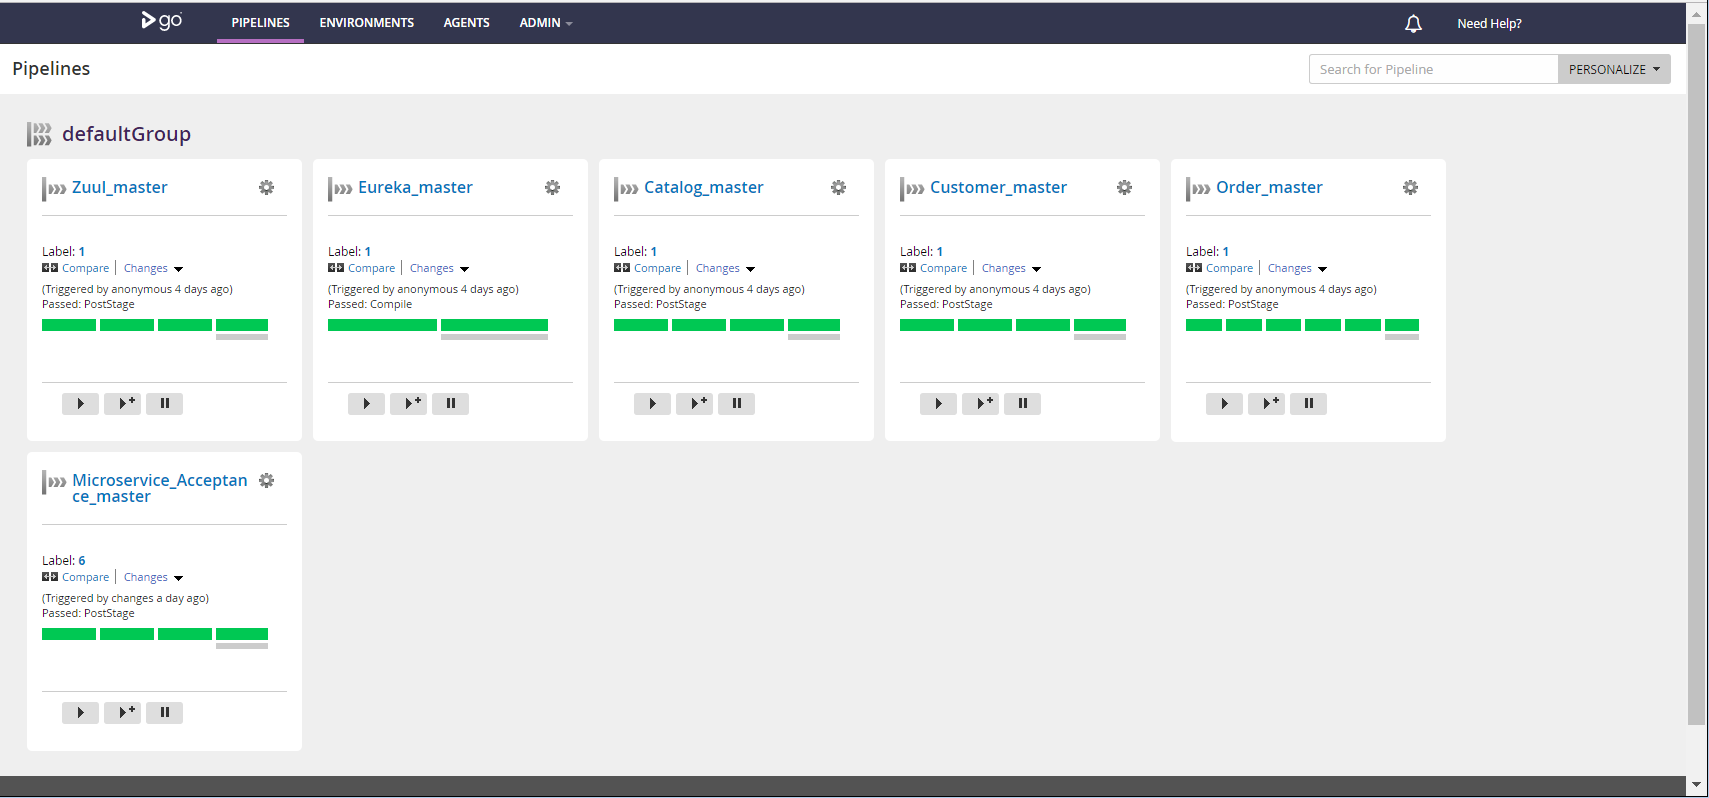 go PIPELINES ENVIRONMENTS AGENTS ADMIN Need Help?
Pipelines Search for Pipeline PERSONALIZE
defaultGroup
Zuul_master
Label: 1
Compare Changes
(Triggered by anonymous 4 days ago)
Passed: PostStage
Eureka_master
Label: 1
Compare Changes
(Triggered by anonymous 4 days ago)
Passed: Compile
Catalog_master
Label: 1
Compare Changes
(Triggered by anonymous 4 days ago)
Passed: PostStage
Customer_master
Label: 1
Compare Changes
(Triggered by anonymous 4 days ago)
Passed: PostStage
Order_master
Label: 1
Compare Changes
(Triggered by anonymous 4 days ago)
Passed: PostStage
Microservice_Acceptan
ce_master
Label: 6
Compare Changes
(Triggered by changes a day ago)
Passed: PostStage